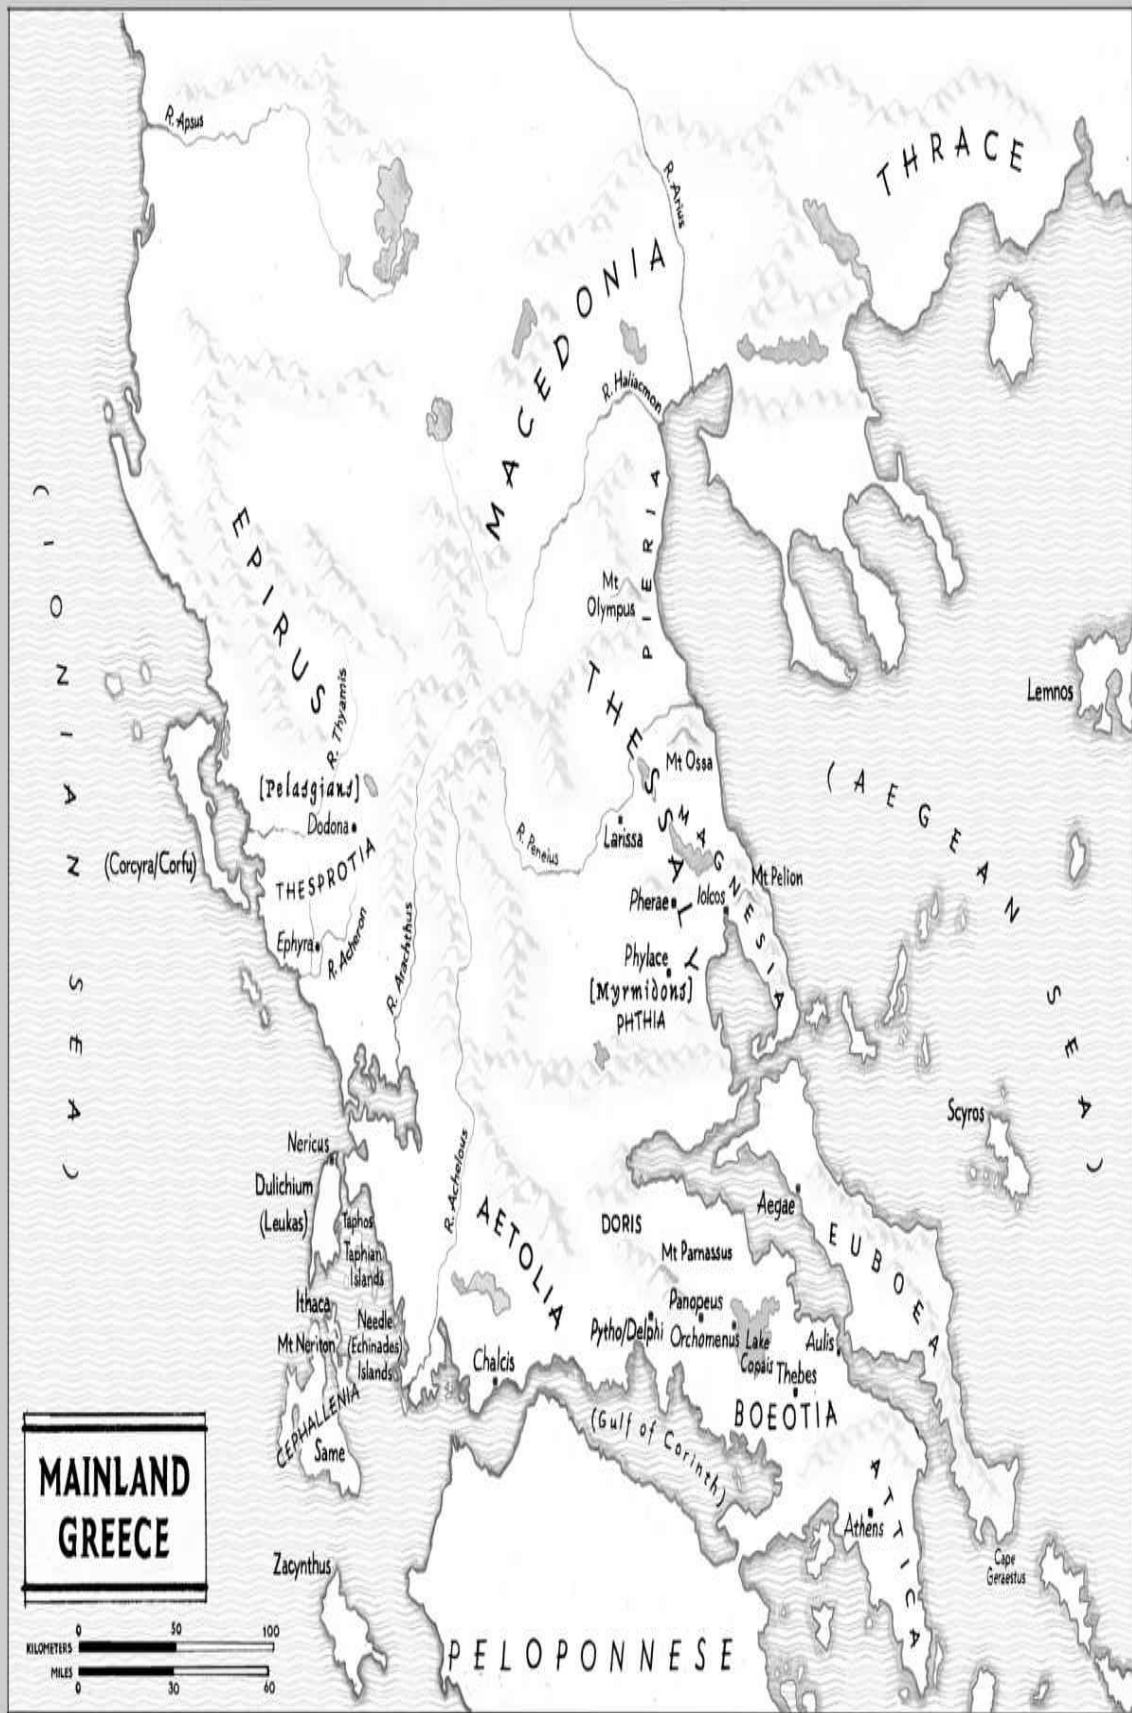 R. Apsus
THRACE
R. Arius
MACEDONIA
R. Haliacmon
PIERIA
EPIRUS
(IONIAN SEA)
Mt
Olympus
THESSALY
Lemnos
R. Thyamis
Mt Ossa
(AEGEAN SEA)
[Pelasgians]
Dodona
R. Peneius
Larissa
MAGNESIA
(Corcyra/Corfu)
THESPROTIA
Mt Pelion
Pherae
Iolcos
Ephyra
R. Acheron
R. Arachthus
Phylace
[Myrmidons]
PHTHIA
Scyros
Nericus
R. Achelous
Dulichium
(Leukas)
Taphos
Taphian
Islands
AETOLIA
DORIS
Aegae
EUBOEA
Mt Parnassus
Ithaca
Panopeus
Needle
(Echinades)
Islands
Mt Neriton
Pytho/Delphi
Orchomenus
Lake
Copais
Aulis
Chalcis
Thebes
BOEOTIA
CEPHALLENIA
Same
(Gulf of Corinth)
ATTICA
Athens
MAINLAND
GREECE
Zacynthus
Cape
Geraestus
PELOPONNESE
0 50 100
KILOMETERS
MILES
0 30 60